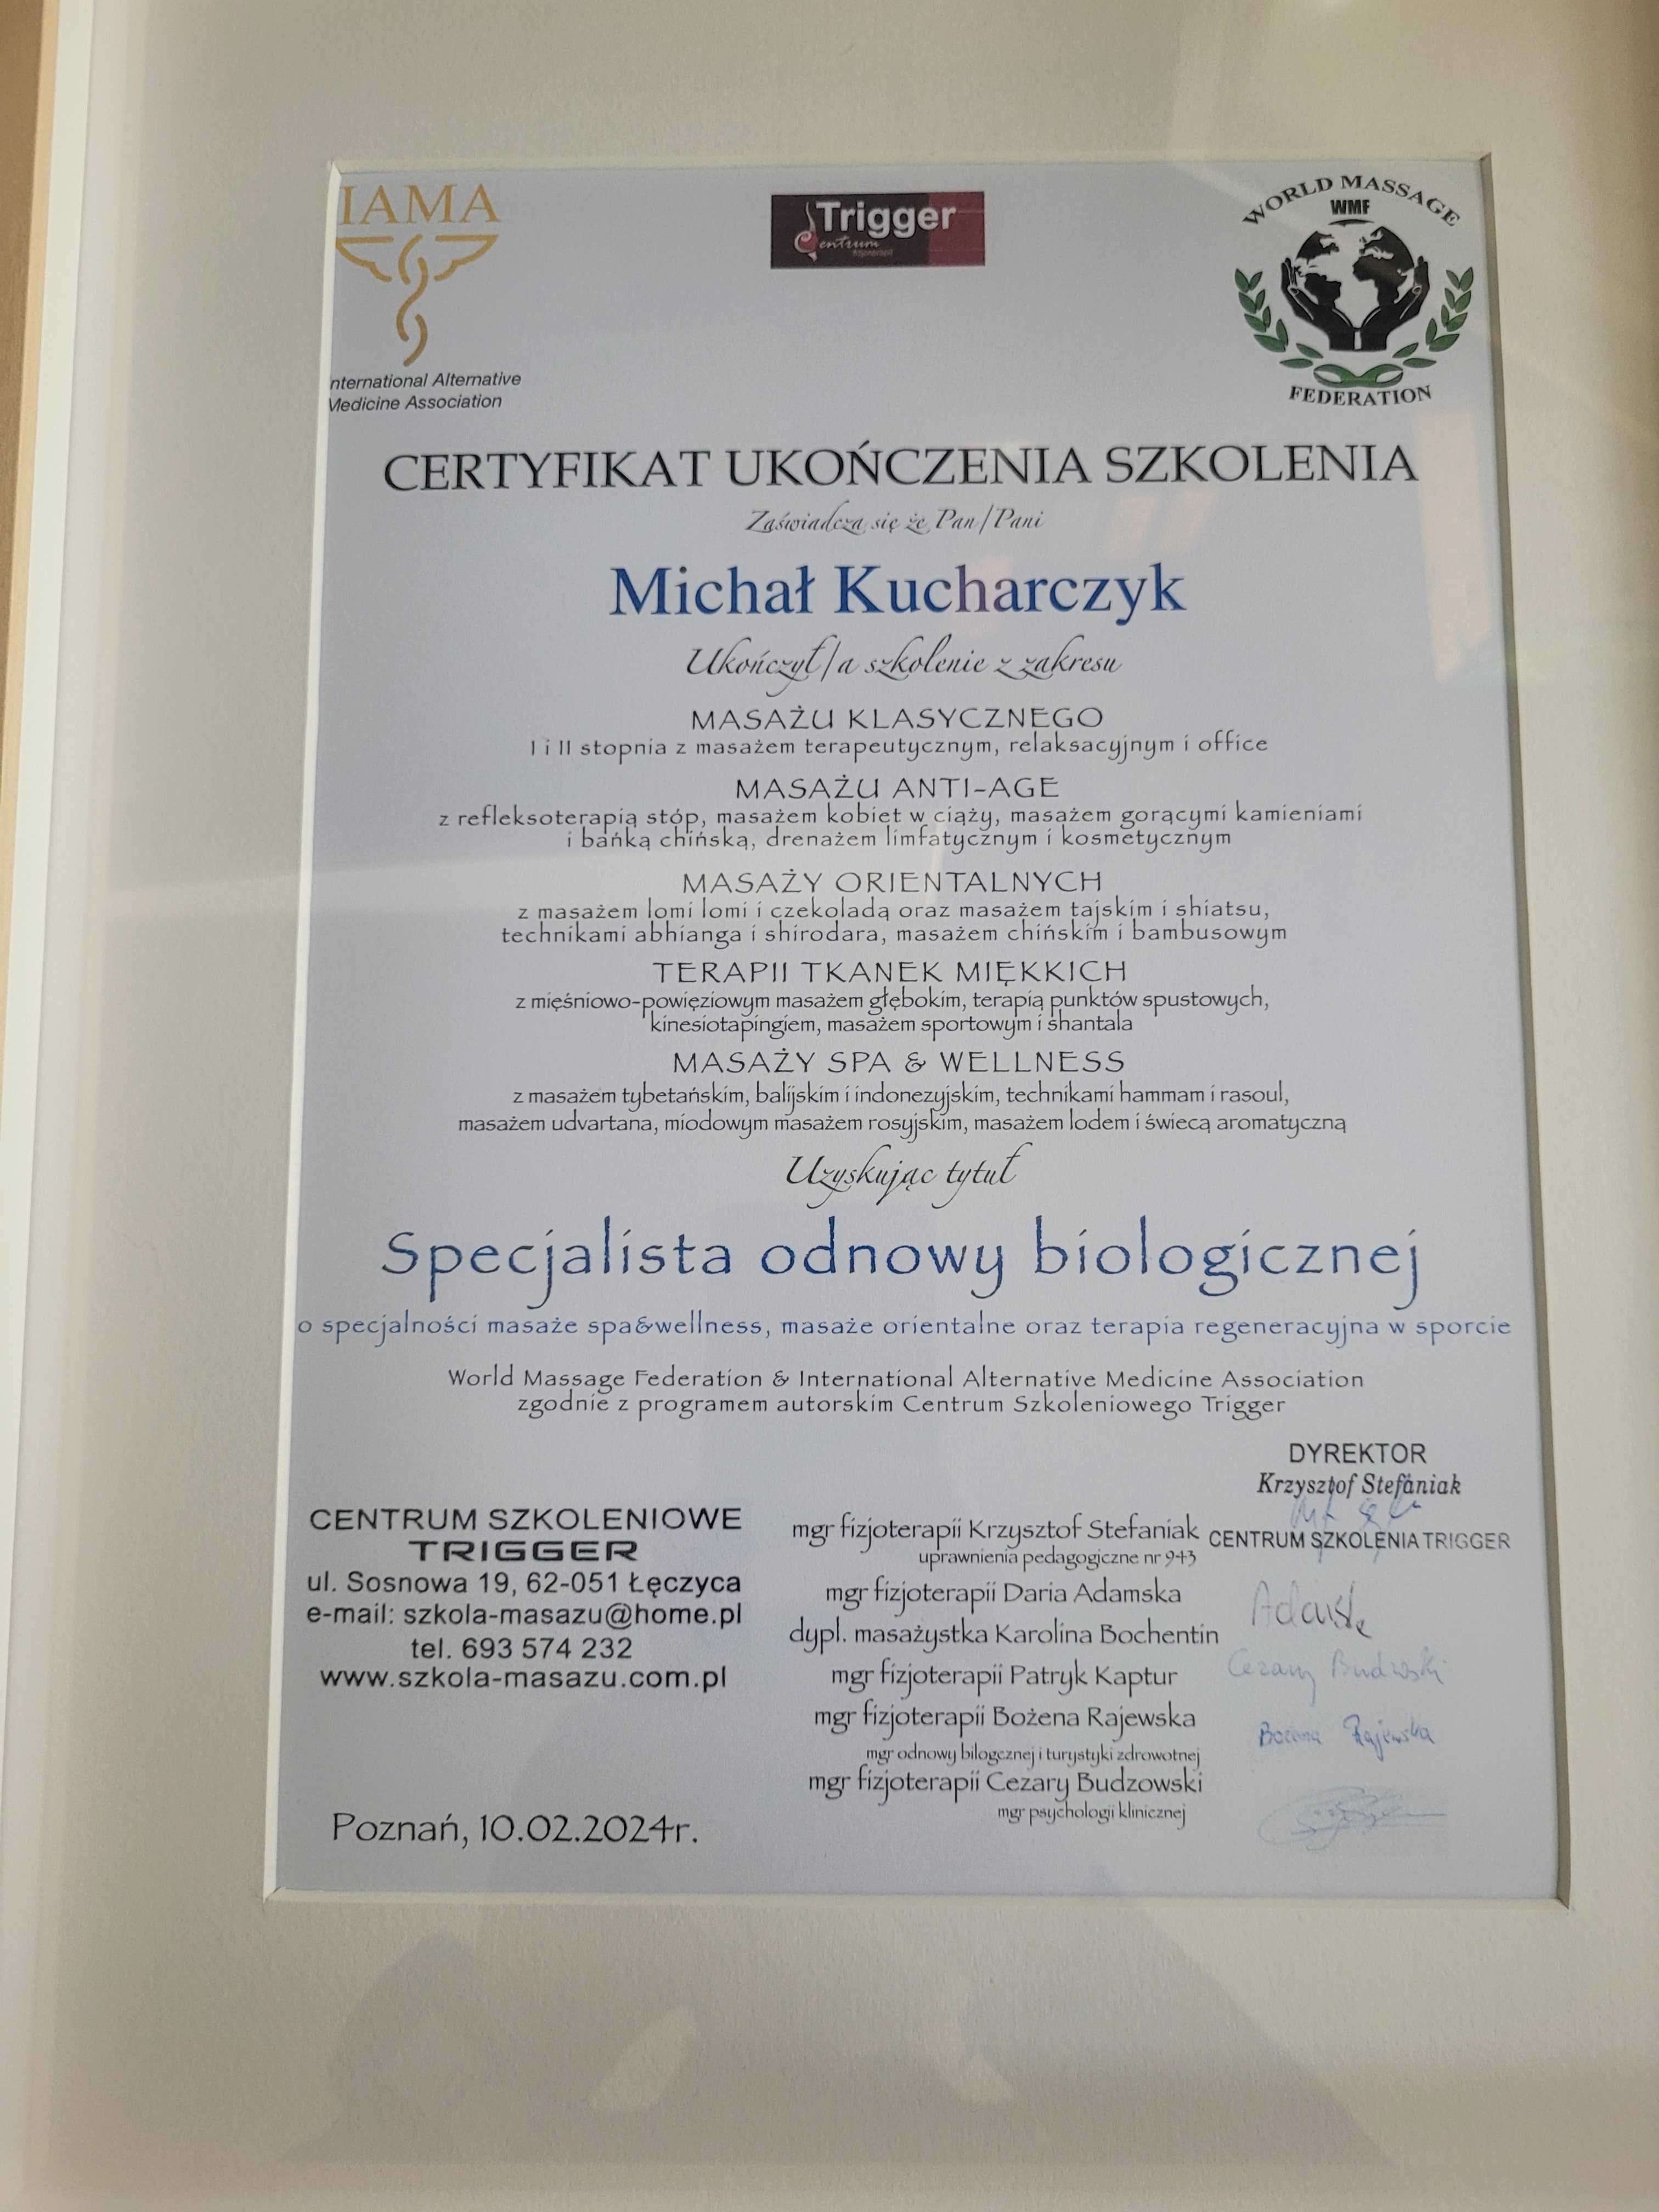 IAMA
nternational Alternative
Medicine Association
Trigger
Centrum
WORLD MASSAGE
WMF
FEDERATION
CERTYFIKAT UKOŃCZENIA SZKOLENIA
Zaświadcza się że Pan/Pani
Michał Kucharczyk
Ukończył/a szkolenie z zakresu
MASAŻU KLASYCZNEGO
I i II stopnia z masażem terapeutycznym, relaksacyjnym i office
MASAŻU ANTI-AGE
z refleksoterapią stóp, masażem kobiet w ciąży, masażem gorącymi kamieniami
i bańką chińską, drenażem limfatycznym i kosmetycznym
MASAŻY ORIENTALNYCH
z masażem lomi lomi i czekoladą oraz masażem tajskim i shiatsu,
technikami abhianga i shirodara, masażem chińskim i bambusowym
TERAPII TKANEK MIĘKKICH
z mięśniowo-powięziowym masażem głębokim, terapią punktów spustowych,
kinesiotapingiem, masażem sportowym i shantala
MASAŻY SPA & WELLNESS
z masażem tybetańskim, balijskim i indonezyjskim, technikami hammam i rasoul,
masażem udvartana, miodowym masażem rosyjskim, masażem lodem i świecą aromatyczną
Uzyskując tytuł
Specjalista odnowy biologicznej
o specjalności masaże spa&wellness, masaże orientalne oraz terapia regeneracyjna w sporcie
World Massage Federation & International Alternative Medicine Association
zgodnie z programem autorskim Centrum Szkoleniowego Trigger
CENTRUM SZKOLENIOWE
TRIGGER
ul. Sosnowa 19, 62-051 Łęczyca
e-mail: szkola-masazu@home.pl
tel. 693 574 232
www.szkola-masazu.com.pl
Poznań, 10.02.2024r.
mgr fizjoterapii Krzysztof Stefaniak
uprawnienia pedagogiczne nr 943
mgr fizjoterapii Daria Adamska
dypl. masażystka Karolina Bochentin
mgr fizjoterapii Patryk Kaptur
mgr fizjoterapii Bożena Rajewska
mgr odnowy bilogcznej i turystyki zdrowotnej
mgr fizjoterapii Cezary Budzowski
mgr psychologii klinicznej
DYREKTOR
Krzysztof Stefaniak
CENTRUM SZKOLENIA TRIGGER
Cezary Budzowski
Bożena Rajewska